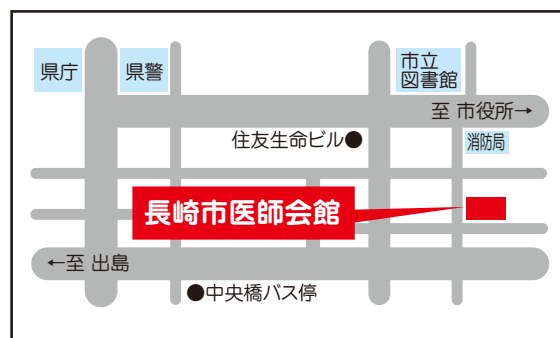 県庁
県警
市立
図書館
至 市役所→
住友生命ビル●
消防局
長崎市医師会館
←至 出島
●中央橋バス停